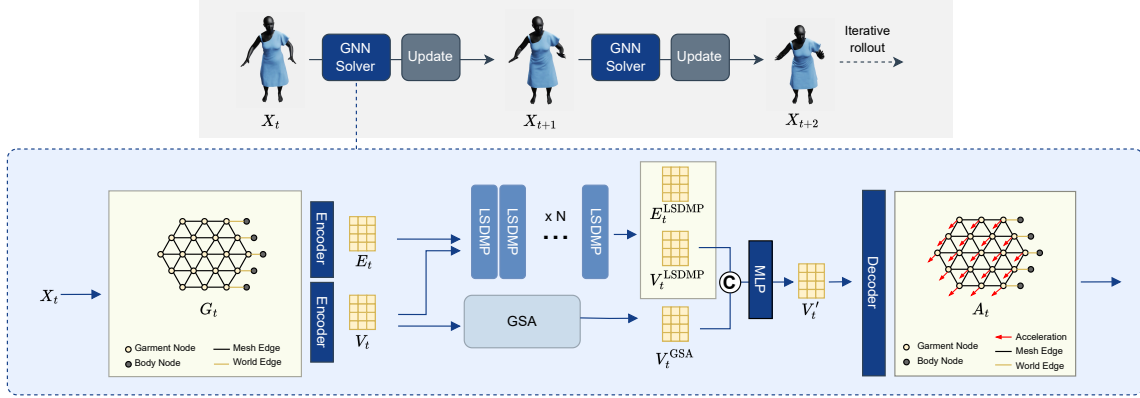 GNN
Solver
Update
GNN
Solver
Update
Iterative
rollout
X_t
X_{t+1}
X_{t+2}
X_t
G_t
Garment Node
Mesh Edge
Body Node
World Edge
Encoder
Encoder
E_t
V_t
LSDMP
LSDMP
x N
...
LSDMP
GSA
E_t^{LSDMP}
V_t^{LSDMP}
V_t^{GSA}
C
MLP
V_t'
Decoder
A_t
Acceleration
Garment Node
Mesh Edge
Body Node
World Edge